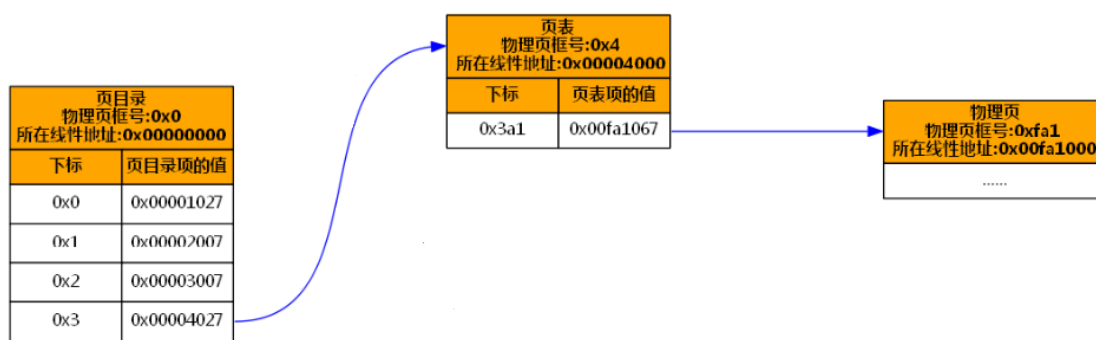 页目录
物理页框号:0x0
所在线性地址:0x00000000
下标 页目录项的值
0x0 0x00001027
0x1 0x00002007
0x2 0x00003007
0x3 0x00004027
页表
物理页框号:0x4
所在线性地址:0x00004000
下标 页表项的值
0x3a1 0x00fa1067
物理页
物理页框号:0xfa1
所在线性地址:0x00fa1000
......